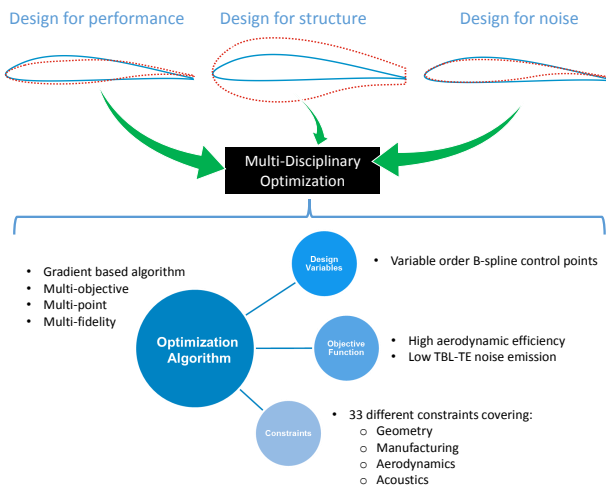 Design for performance
Design for structure
Design for noise
Multi-Disciplinary
Optimization
• Gradient based algorithm
• Multi-objective
• Multi-point
• Multi-fidelity
Optimization
Algorithm
Design
Variables
• Variable order B-spline control points
Objective
Function
• High aerodynamic efficiency
• Low TBL-TE noise emission
Constraints
• 33 different constraints covering:
o Geometry
o Manufacturing
o Aerodynamics
o Acoustics